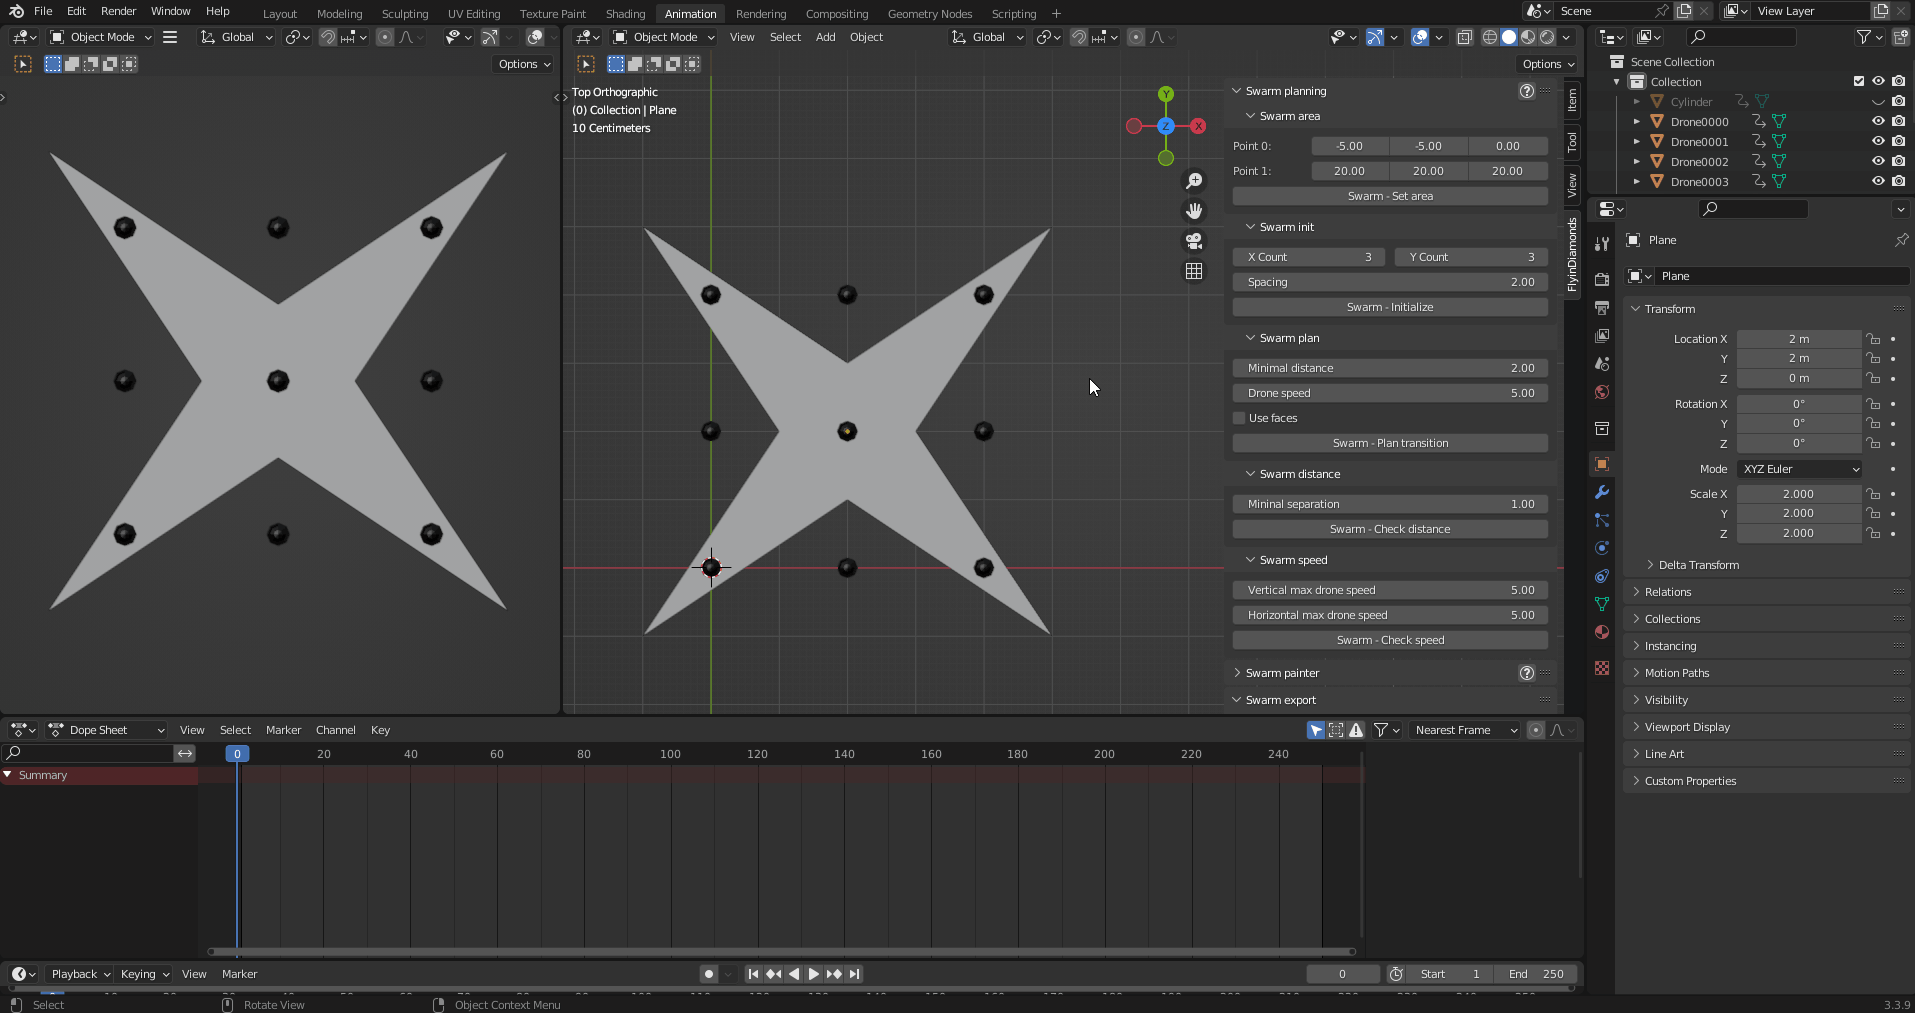 File Edit Render Window Help Layout Modeling Sculpting UV Editing Texture Paint Shading Animation Rendering Compositing Geometry Nodes Scripting + Scene View Layer
Object Mode Global
Object Mode View Select Add Object Global
Options
Options
Top Orthographic
(0) Collection | Plane
10 Centimeters
Y
X
Z
Swarm planning
Swarm area
Point 0: -5.00 -5.00 0.00
Point 1: 20.00 20.00 20.00
Swarm - Set area
Swarm init
X Count 3 Y Count 3
Spacing 2.00
Swarm - Initialize
Swarm plan
Minimal distance 2.00
Drone speed 5.00
Use faces
Swarm - Plan transition
Swarm distance
Mininal separation 1.00
Swarm - Check distance
Swarm speed
Vertical max drone speed 5.00
Horizontal max drone speed 5.00
Swarm - Check speed
Swarm painter
Swarm export
Item
Tool
View
FlyinDiamonds
Scene Collection
Collection
Cylinder
Drone0000
Drone0001
Drone0002
Drone0003
Plane
Plane
Transform
Location X 2 m
Y 2 m
Z 0 m
Rotation X 0°
Y 0°
Z 0°
Mode XYZ Euler
Scale X 2.000
Y 2.000
Z 2.000
Delta Transform
Relations
Collections
Instancing
Motion Paths
Visibility
Viewport Display
Line Art
Custom Properties
Dope Sheet View Select Marker Channel Key Nearest Frame
0 20 40 60 80 100 120 140 160 180 200 220 240
Summary
Playback Keying View Marker 0 Start 1 End 250
Select Rotate View Object Context Menu 3.3.9